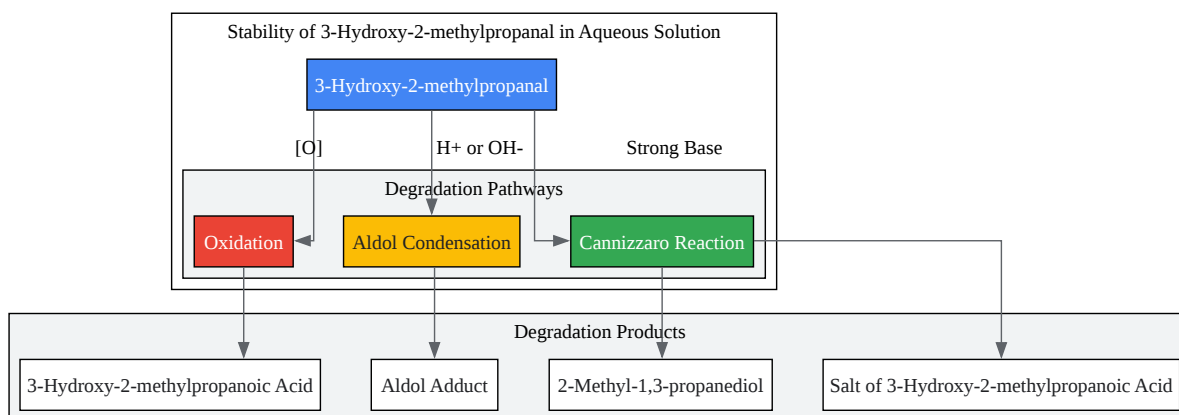 Stability of 3-Hydroxy-2-methylpropanal in Aqueous Solution
3-Hydroxy-2-methylpropanal
[O]
H+ or OH-
Strong Base
Degradation Pathways
Oxidation
Aldol Condensation
Cannizzaro Reaction
Degradation Products
3-Hydroxy-2-methylpropanoic Acid
Aldol Adduct
2-Methyl-1,3-propanediol
Salt of 3-Hydroxy-2-methylpropanoic Acid